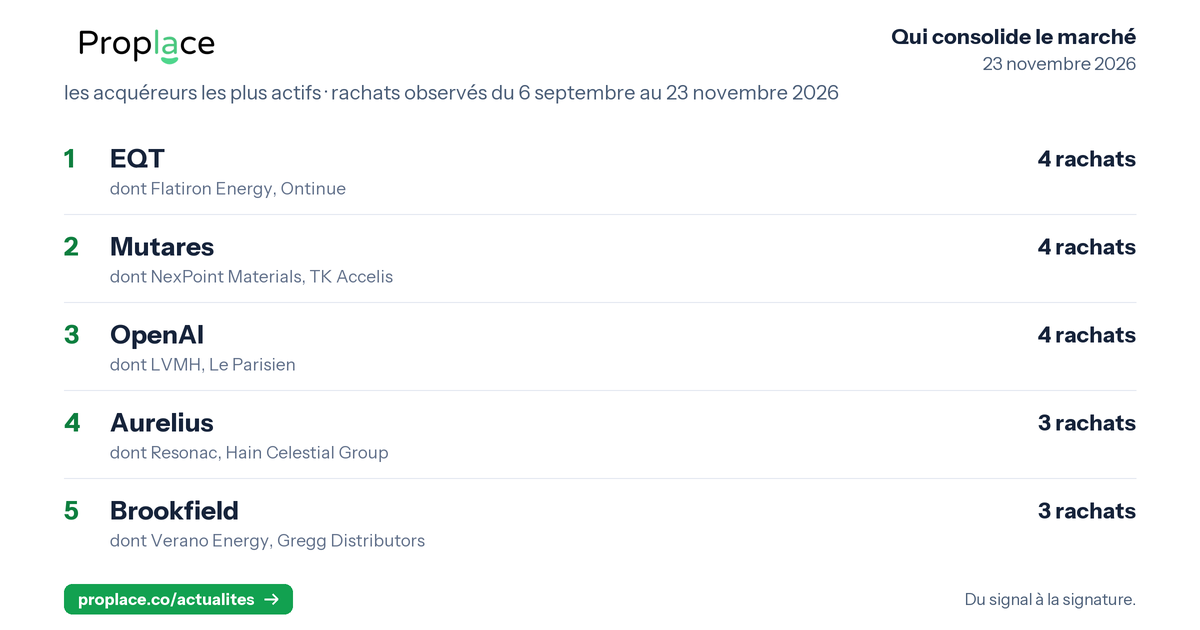 Proplace
Qui consolide le marché
23 novembre 2026
les acquéreurs les plus actifs · rachats observés du 6 septembre au 23 novembre 2026
1 EQT 4 rachats
dont Flatiron Energy, Ontinue
2 Mutares 4 rachats
dont NexPoint Materials, TK Accelis
3 OpenAI 4 rachats
dont LVMH, Le Parisien
4 Aurelius 3 rachats
dont Resonac, Hain Celestial Group
5 Brookfield 3 rachats
dont Verano Energy, Gregg Distributors
proplace.co/actualites →
Du signal à la signature.